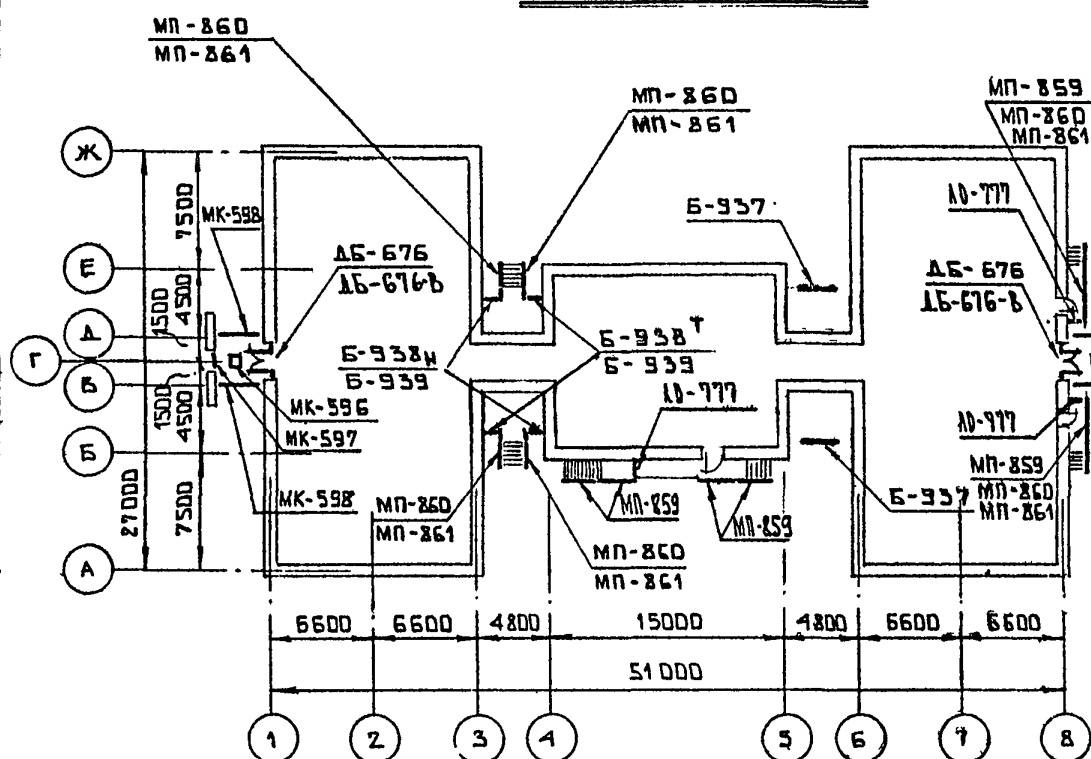 МП-860
МП-861
МП-860
МП-861
МП-859
МП-860
МП-861
Ж
7500
МК-598
Б-937
ЛО-777
Е
ДБ-676
ДБ-676-В
ДБ-676
ДБ-676-В
4500
1500
Д
Г
В
Б-938н
Б-939
Б-938т
Б-939
ЛО-777
МК-596
1500
4500
МК-597
ЛО-977
Б
МП-859
МП-860
МП-861
27000
7500
МК-598
МП-860
МП-861
МП-859
МП-859
Б-937
МП-860
МП-861
А
6600
6600
4800
15000
4800
6600
6600
51000
1
2
3
4
5
6
7
8